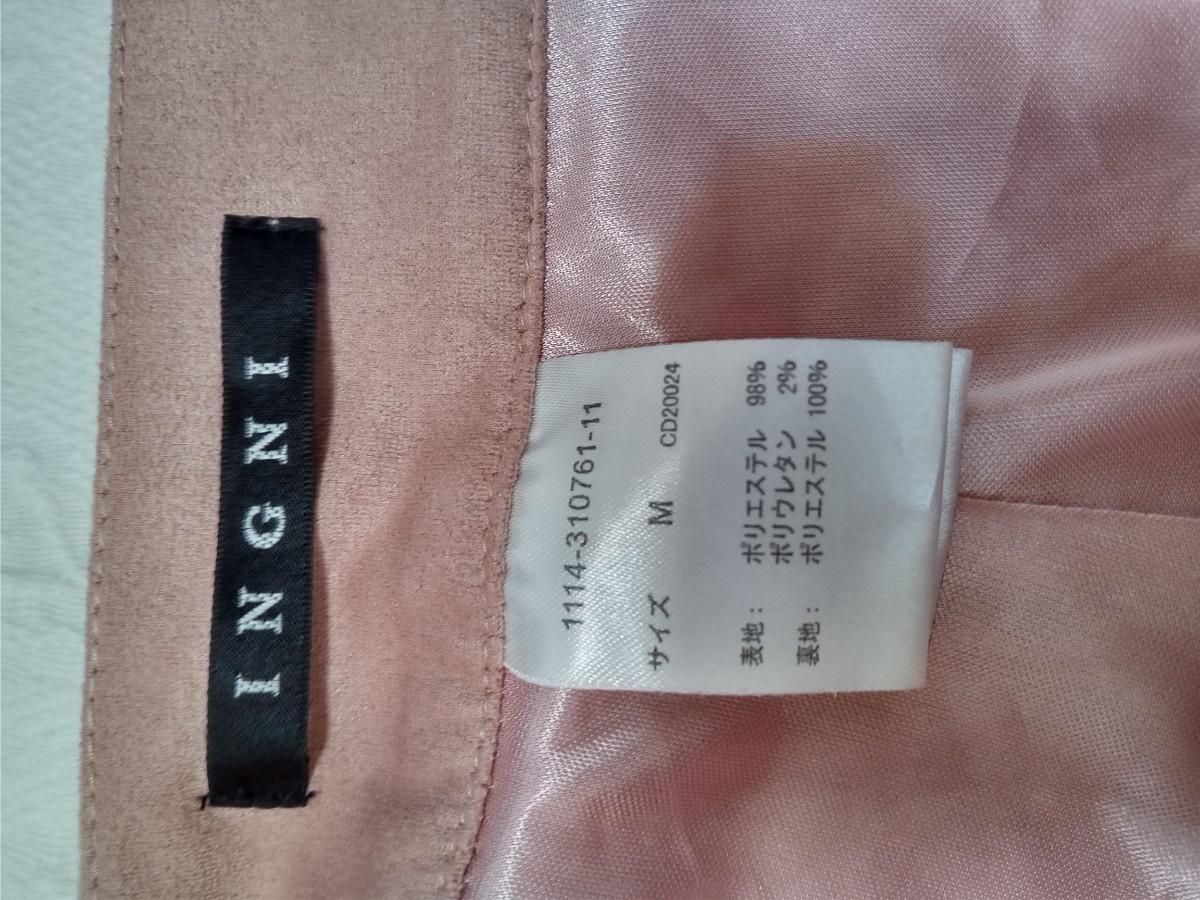 INGNI
1114-310761-11
サイズ M CD20024
表地： ポリエステル 98%
ポリウレタン 2%
裏地： ポリエステル 100%